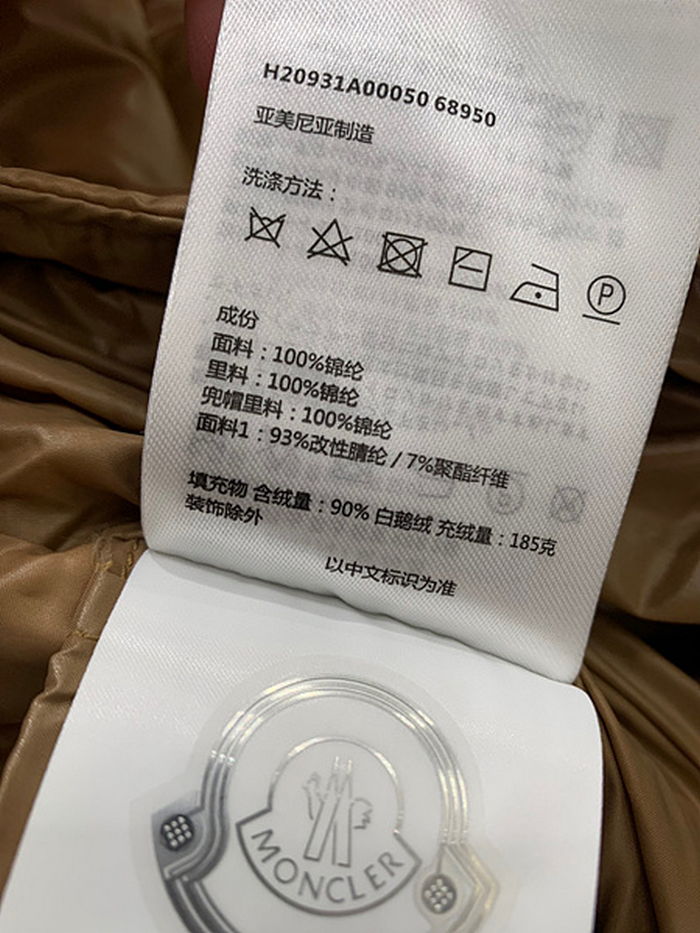 H20931A00050 68950
亚美尼亚制造
洗涤方法：
P
成份
面料：100%锦纶
里料：100%锦纶
兜帽里料：100%锦纶
面料1：93%改性腈纶 / 7%聚酯纤维
填充物 含绒量：90% 白鹅绒 充绒量：185克
装饰除外
以中文标识为准
MONCLER